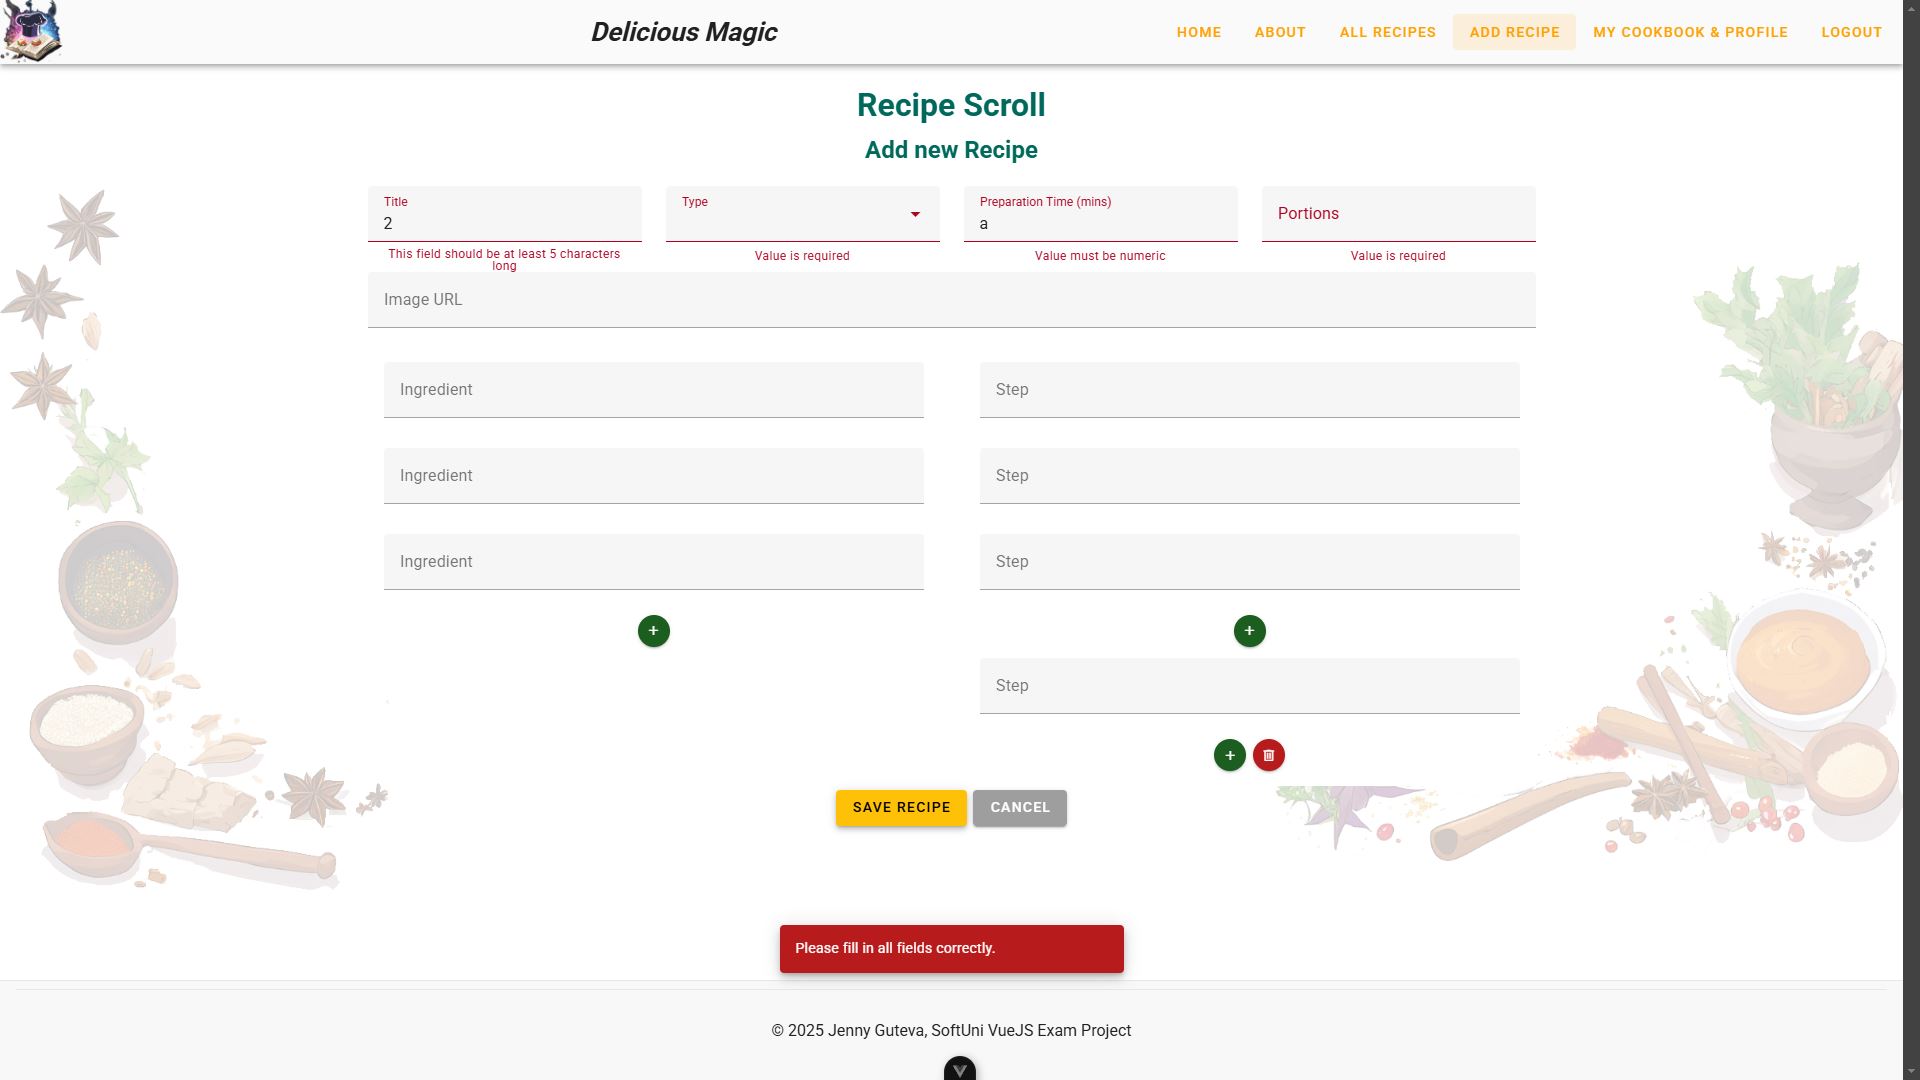 Delicious Magic
HOME
ABOUT
ALL RECIPES
ADD RECIPE
MY COOKBOOK & PROFILE
LOGOUT
Recipe Scroll
Add new Recipe
Title
2
This field should be at least 5 characters
long
Type
Value is required
Preparation Time (mins)
a
Value must be numeric
Portions
Value is required
Image URL
Ingredient
Step
Ingredient
Step
Ingredient
Step
+
+
Step
+
SAVE RECIPE
CANCEL
Please fill in all fields correctly.
© 2025 Jenny Guteva, SoftUni VueJS Exam Project